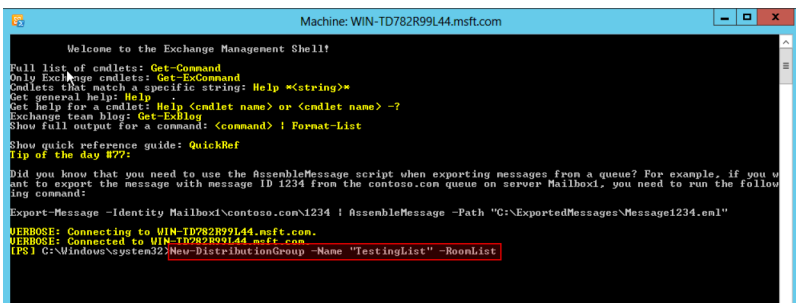 Machine: WIN-TD782R99L44.msft.com
Welcome to the Exchange Management Shell!
Full list of cmdlets: Get-Command
Only Exchange cmdlets: Get-ExCommand
Cmdlets that match a specific string: Help *<string>*
Get general help: Help
Get help for a cmdlet: Help <cmdlet name> or <cmdlet name> -?
Exchange team blog: Get-ExBlog
Show full output for a command: <command> | Format-List
Show quick reference guide: QuickRef
Tip of the day #77:
Did you know that you need to use the AssembleMessage script when exporting messages from a queue? For example, if you w
ant to export the message with message ID 1234 from the contoso.com queue on server Mailbox1, you need to run the follow
ing command:
Export-Message -Identity Mailbox1\contoso.com\1234 | AssembleMessage -Path "C:\ExportedMessages\Message1234.eml"
VERBOSE: Connecting to WIN-TD782R99L44.msft.com.
VERBOSE: Connected to WIN-TD782R99L44.msft.com.
[PS] C:\Windows\system32>New-DistributionGroup -Name "TestingList" -RoomList